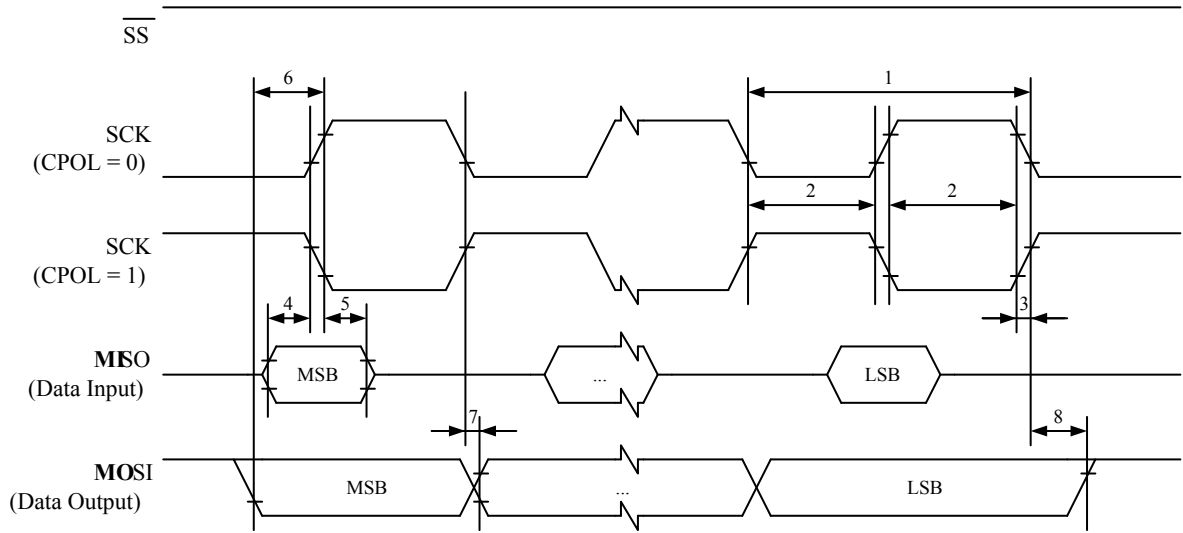 SS
6
1
SCK
(CPOL = 0)
2
2
SCK
(CPOL = 1)
4
5
3
MISO
(Data Input)
MSB
...
LSB
7
8
MOSI
(Data Output)
MSB
...
LSB